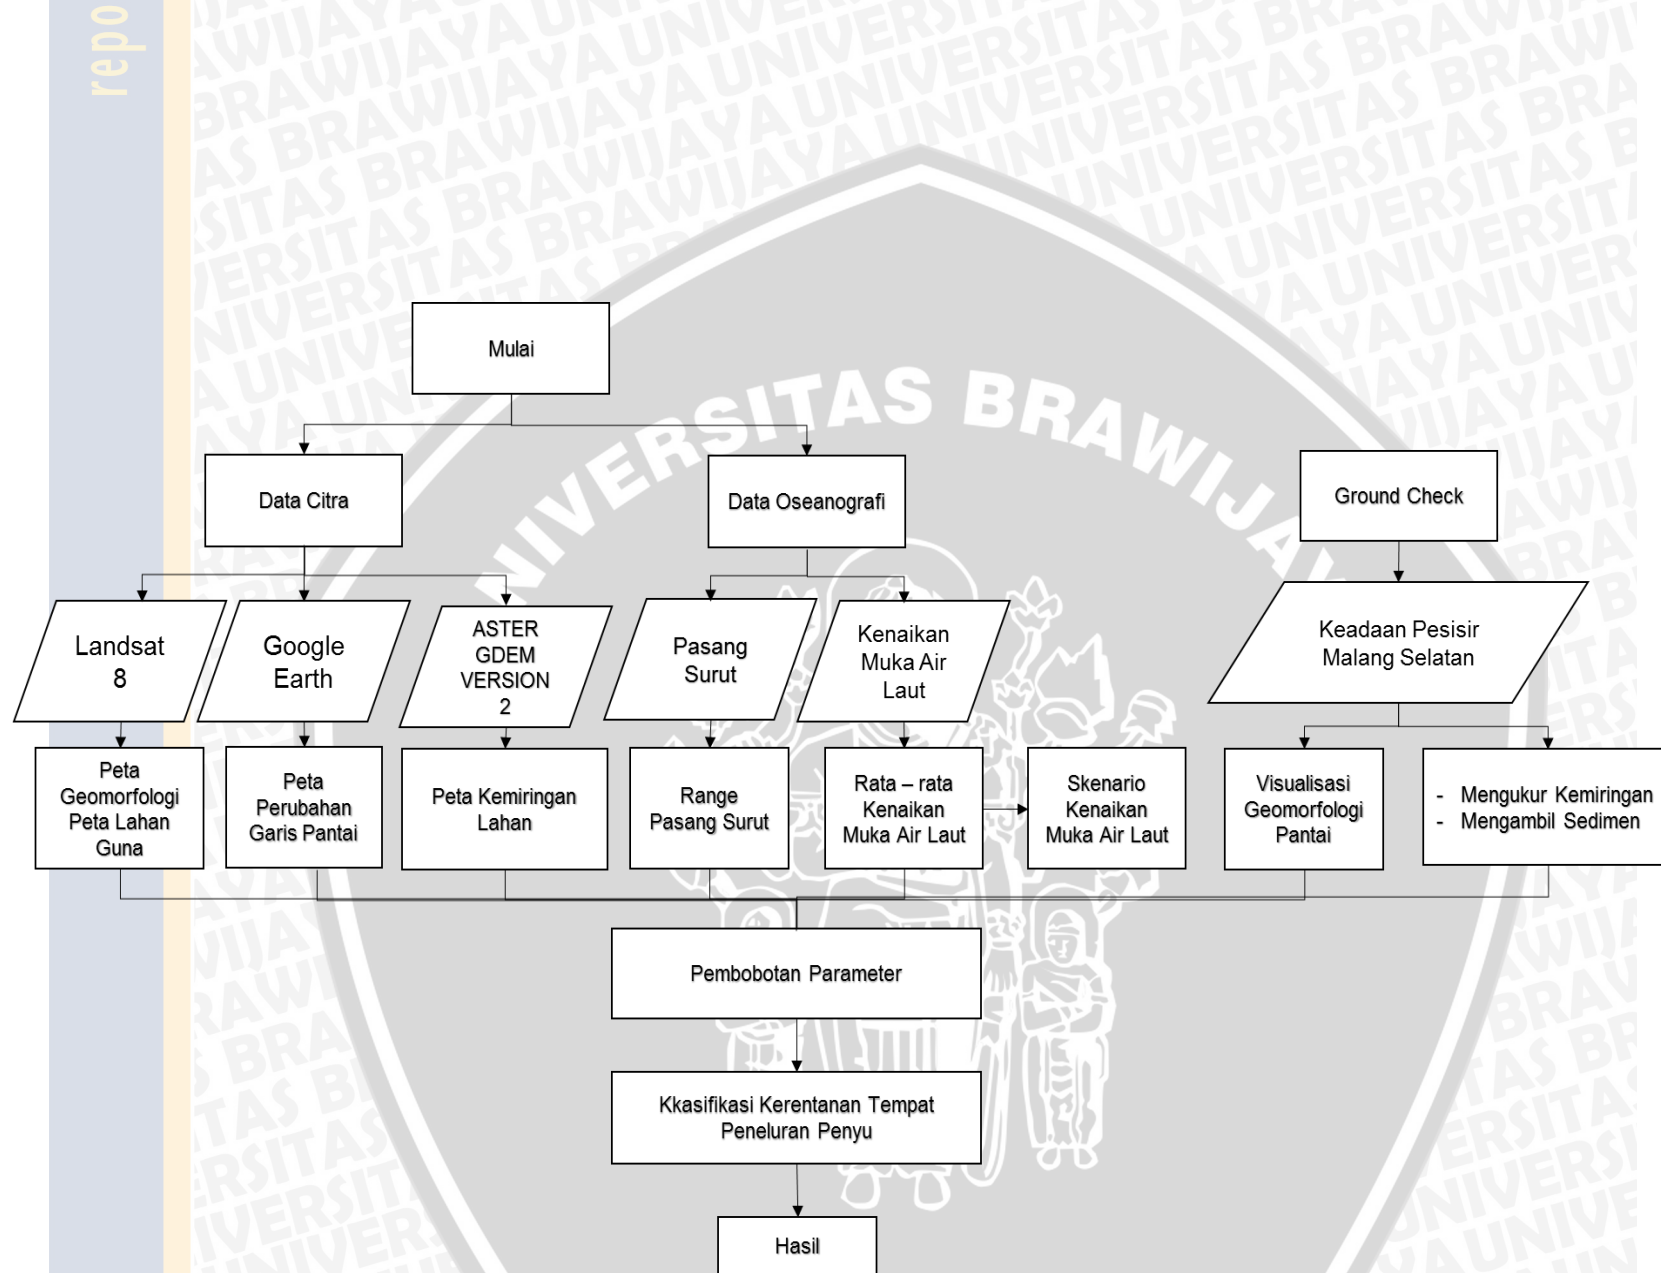 repo
UNIVERSITAS BRAWIJAYA
Mulai
Data Citra
Data Oseanografi
Ground Check
Landsat
8
Google
Earth
ASTER
GDEM
VERSION
2
Pasang
Surut
Kenaikan
Muka Air
Laut
Keadaan Pesisir
Malang Selatan
Peta
Geomorfologi
Peta Lahan
Guna
Peta
Perubahan
Garis Pantai
Peta Kemiringan
Lahan
Range
Pasang Surut
Rata – rata
Kenaikan
Muka Air Laut
Skenario
Kenaikan
Muka Air Laut
Visualisasi
Geomorfologi
Pantai
- Mengukur Kemiringan
- Mengambil Sedimen
Pembobotan Parameter
Kkasifikasi Kerentanan Tempat
Peneluran Penyu
Hasil